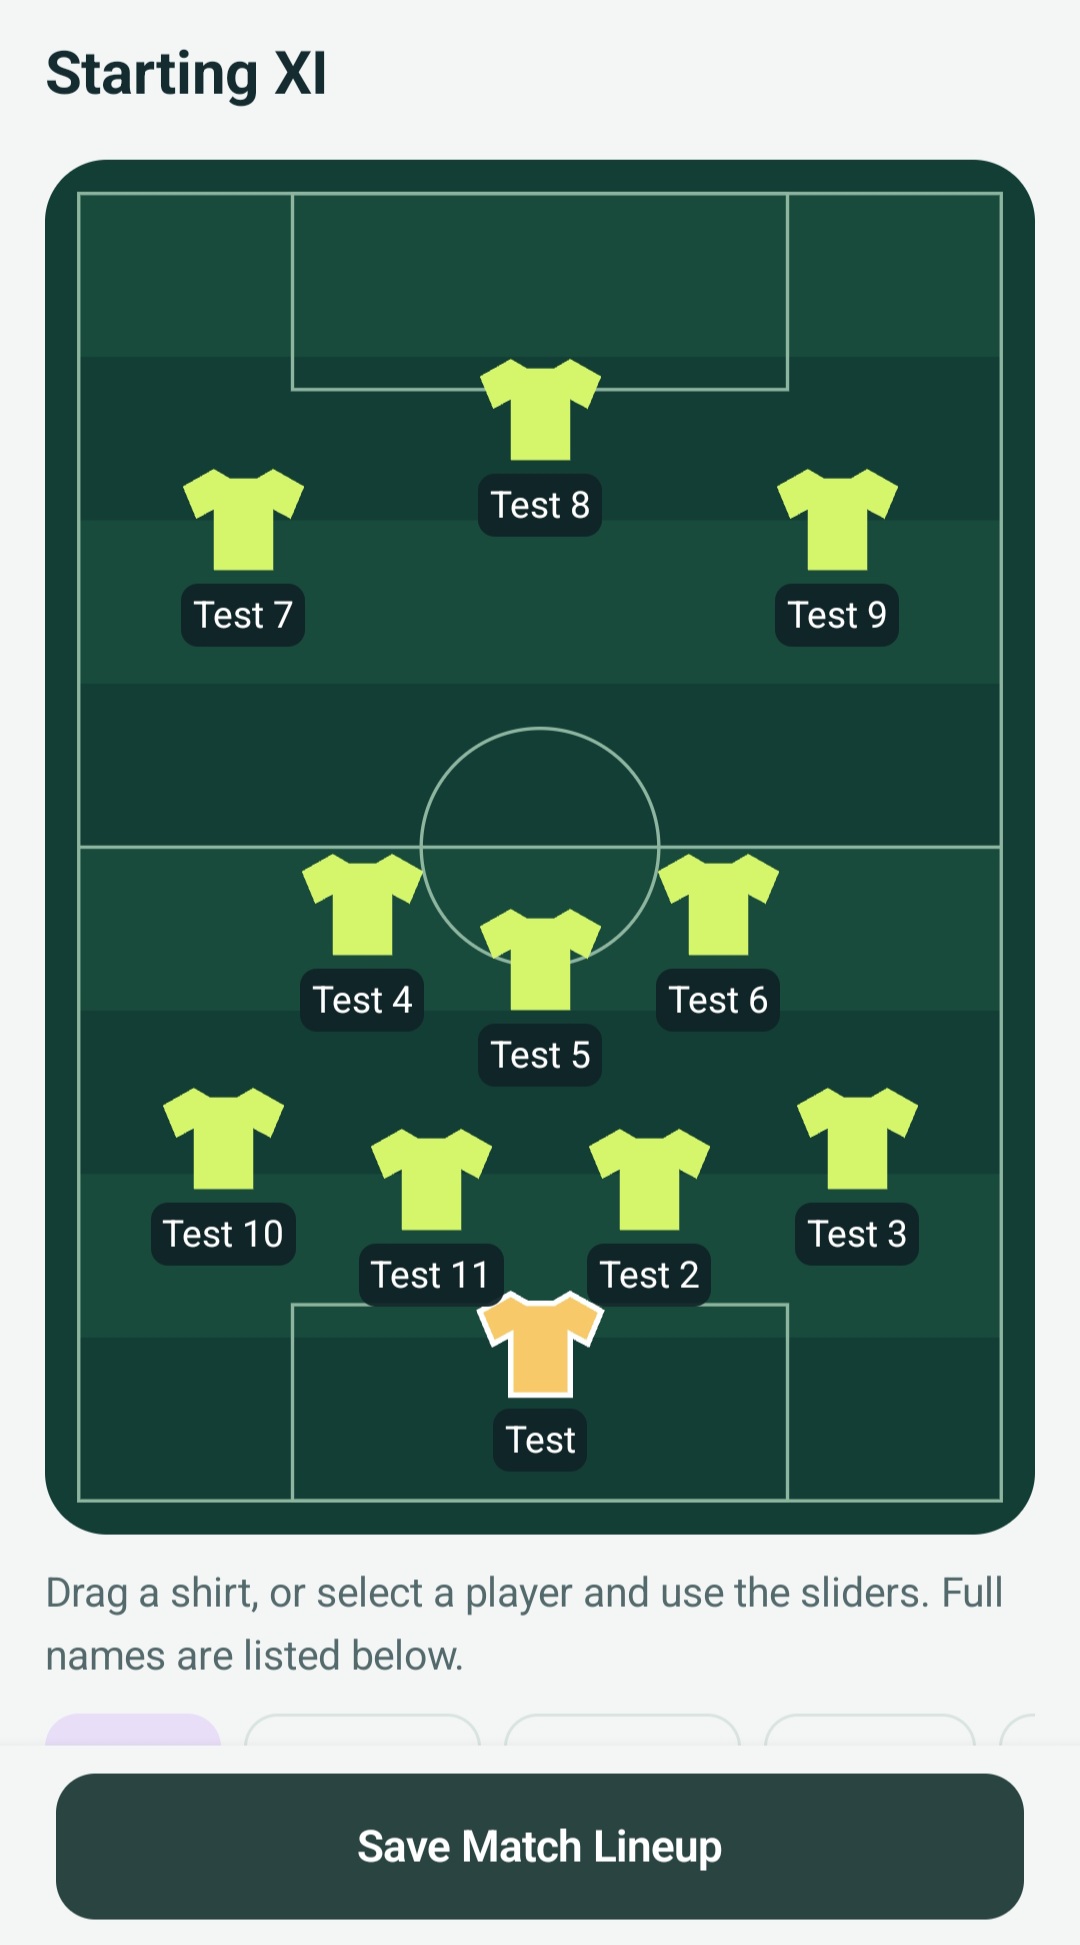 Starting XI
Test 8
Test 7
Test 9
Test 4
Test 6
Test 5
Test 10
Test 3
Test 11
Test 2
Test
Drag a shirt, or select a player and use the sliders. Full
names are listed below.
Save Match Lineup